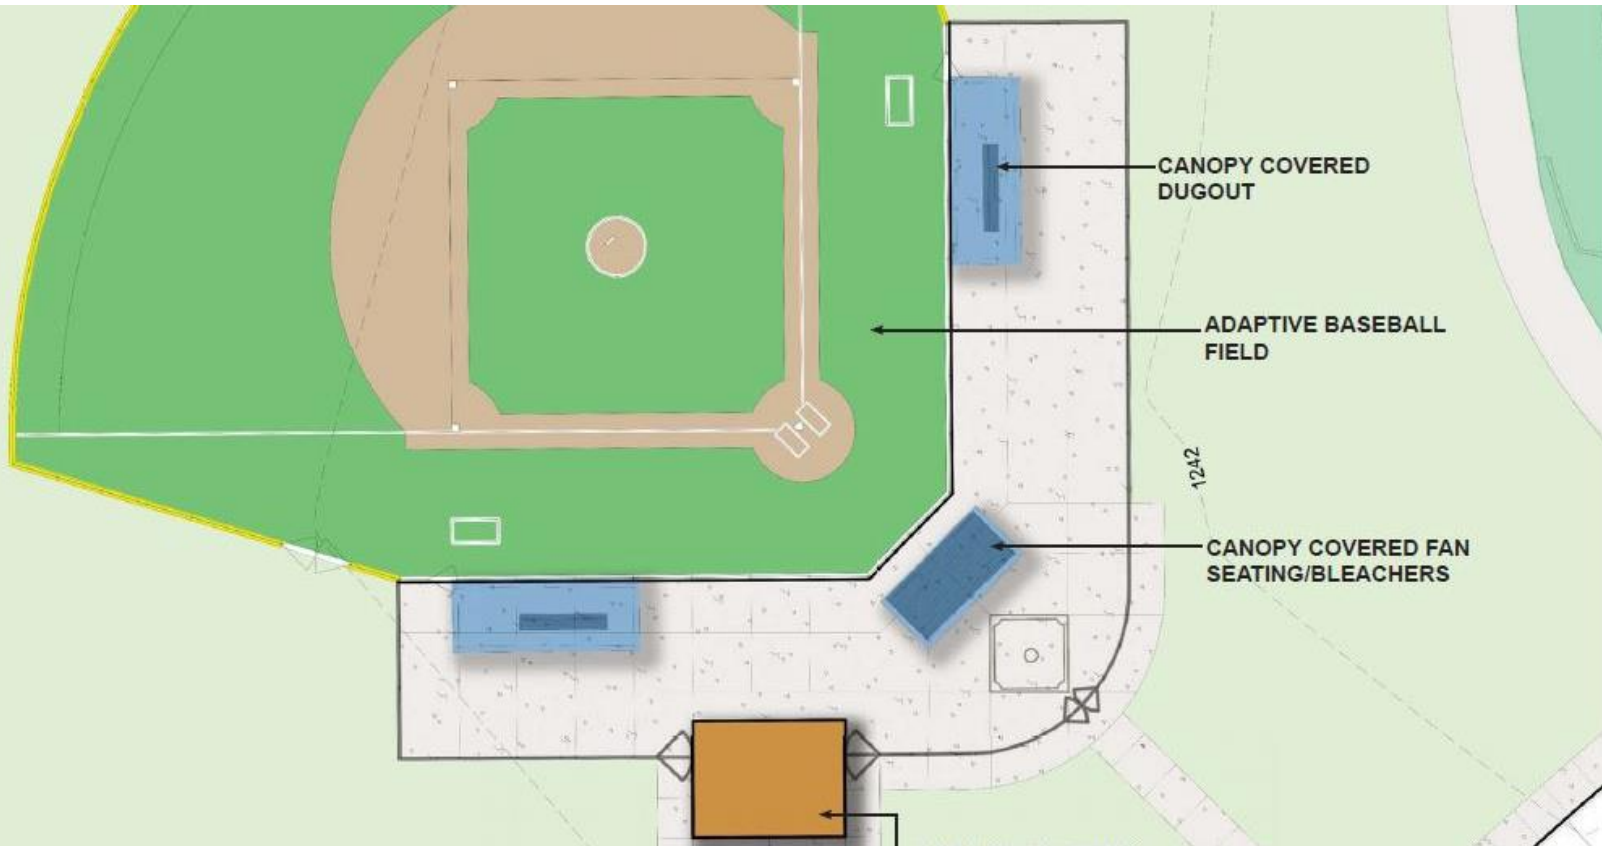 CANOPY COVERED
DUGOUT
ADAPTIVE BASEBALL
FIELD
1242
CANOPY COVERED FAN
SEATING/BLEACHERS